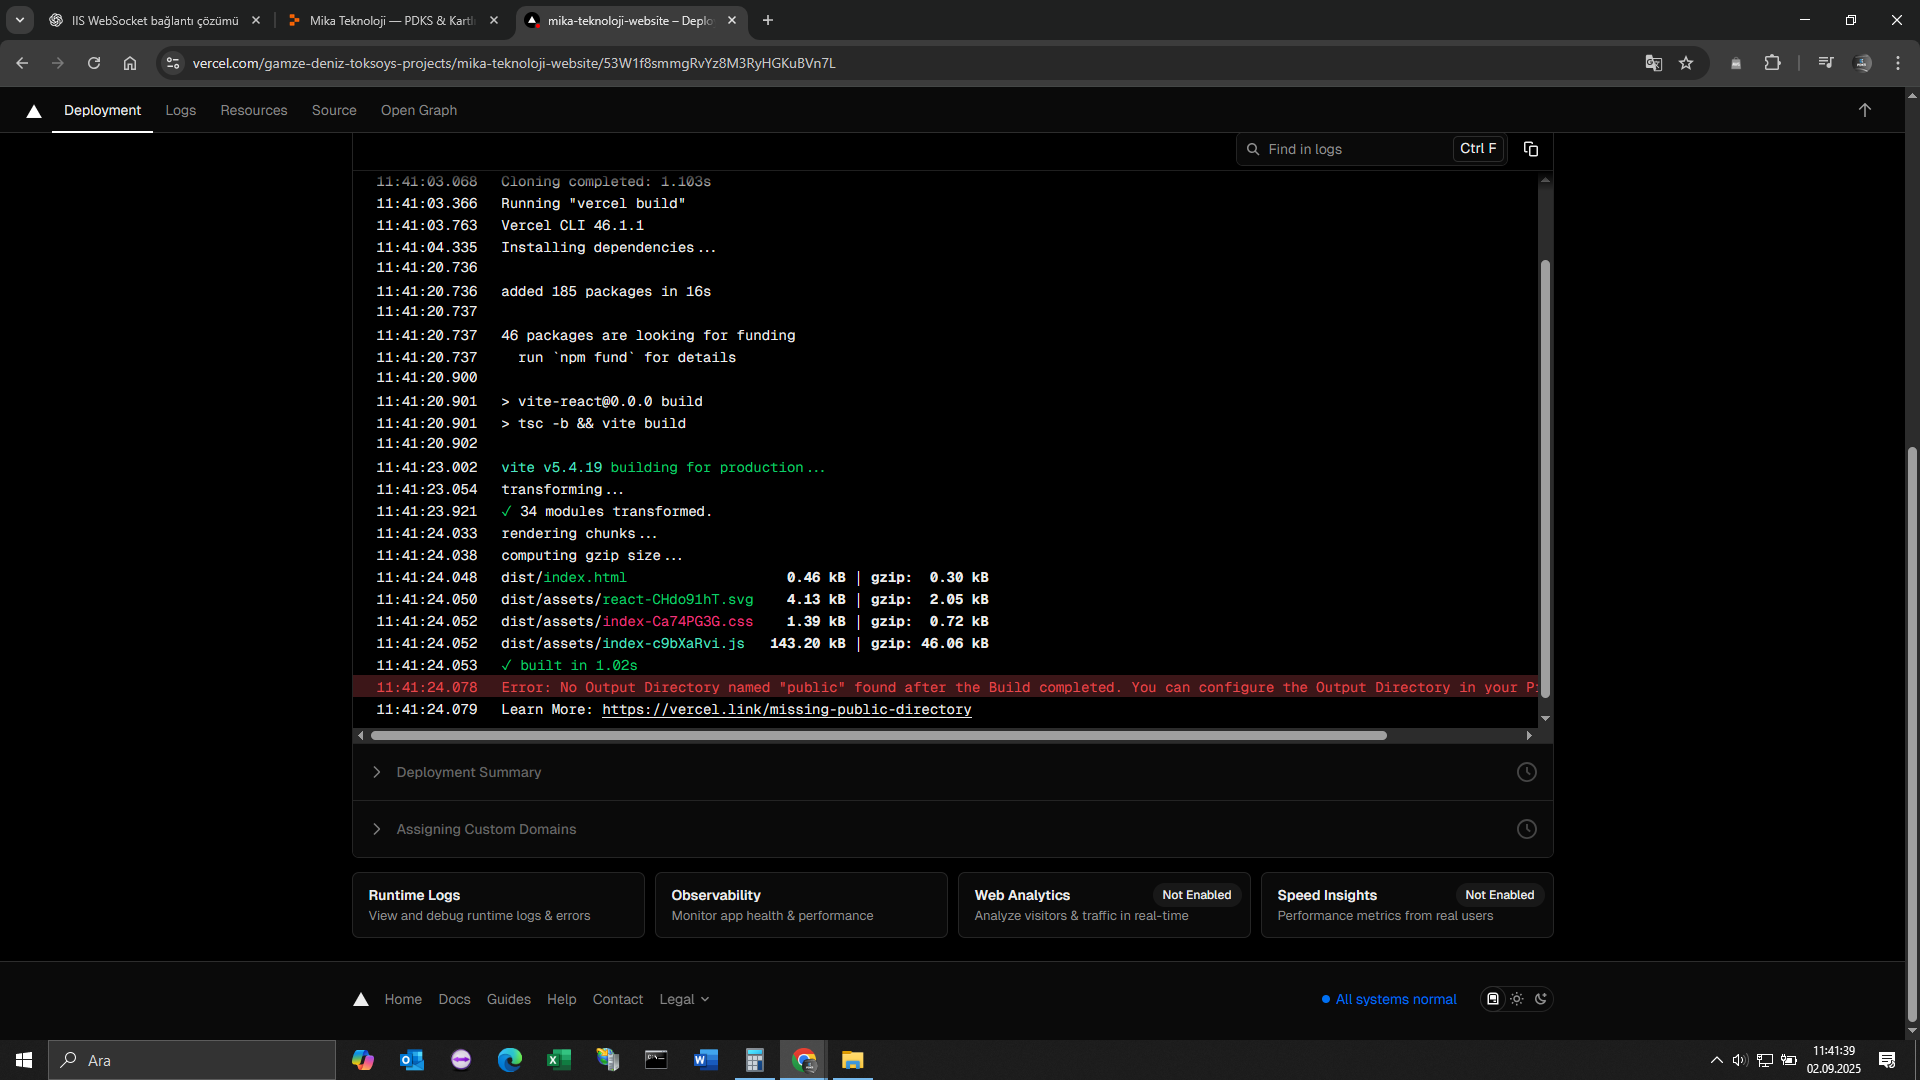 IIS WebSocket bağlantı çözümü
Mika Teknoloji — PDKS & Kartlı
mika-teknoloji-website – Deplo
vercel.com/gamze-deniz-toksoys-projects/mika-teknoloji-website/53W1f8smmgRvYz8M3RyHGKuBVn7L
Deployment Logs Resources Source Open Graph
Find in logs Ctrl F
11:41:03.068 Cloning completed: 1.103s
11:41:03.366 Running "vercel build"
11:41:03.763 Vercel CLI 46.1.1
11:41:04.335 Installing dependencies...
11:41:20.736
11:41:20.736 added 185 packages in 16s
11:41:20.737
11:41:20.737 46 packages are looking for funding
11:41:20.737 run `npm fund` for details
11:41:20.900
11:41:20.901 > vite-react@0.0.0 build
11:41:20.901 > tsc -b && vite build
11:41:20.902
11:41:23.002 vite v5.4.19 building for production...
11:41:23.054 transforming...
11:41:23.921 ✓ 34 modules transformed.
11:41:24.033 rendering chunks...
11:41:24.038 computing gzip size...
11:41:24.048 dist/index.html 0.46 kB | gzip: 0.30 kB
11:41:24.050 dist/assets/react-CHdo91hT.svg 4.13 kB | gzip: 2.05 kB
11:41:24.052 dist/assets/index-Ca74PG3G.css 1.39 kB | gzip: 0.72 kB
11:41:24.052 dist/assets/index-c9bXaRvi.js 143.20 kB | gzip: 46.06 kB
11:41:24.053 ✓ built in 1.02s
11:41:24.078 Error: No Output Directory named "public" found after the Build completed. You can configure the Output Directory in your P
11:41:24.079 Learn More: https://vercel.link/missing-public-directory
Deployment Summary
Assigning Custom Domains
Runtime Logs
View and debug runtime logs & errors
Observability
Monitor app health & performance
Web Analytics Not Enabled
Analyze visitors & traffic in real-time
Speed Insights Not Enabled
Performance metrics from real users
Home Docs Guides Help Contact Legal
All systems normal
Ara
11:41:39
02.09.2025